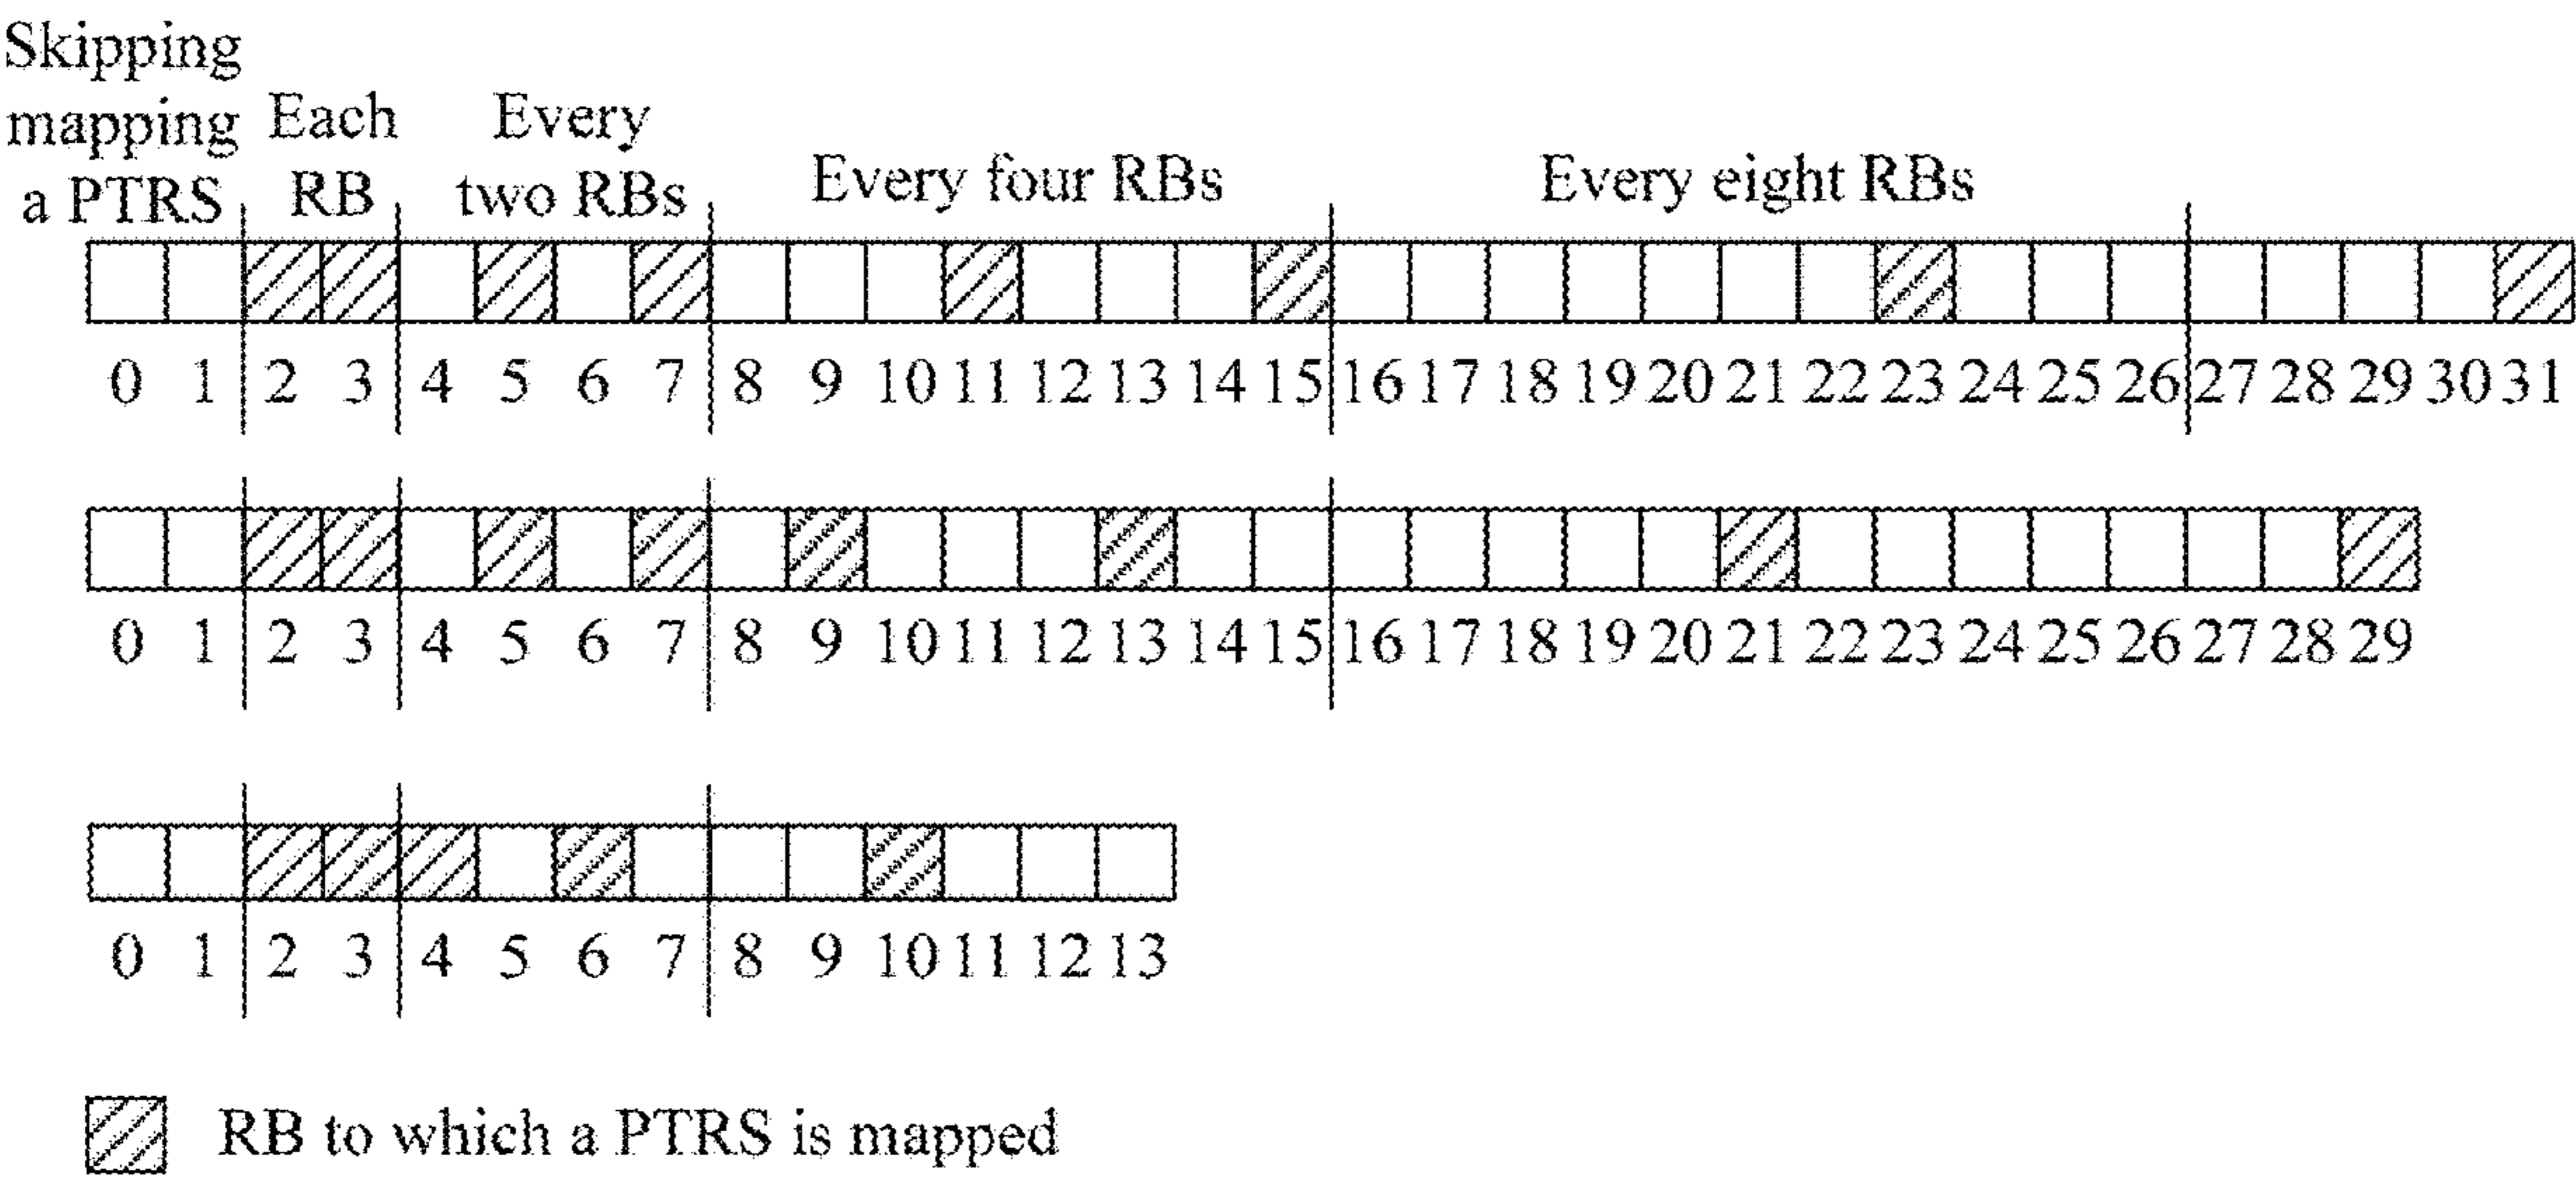 Skipping
mapping
a PTRS
Each
RB
Every
two RBs
Every four RBs
Every eight RBs
0 1 2 3 4 5 6 7 8 9 10 11 12 13 14 15 16 17 18 19 20 21 22 23 24 25 26 27 28 29 30 31
0 1 2 3 4 5 6 7 8 9 10 11 12 13 14 15 16 17 18 19 20 21 22 23 24 25 26 27 28 29
0 1 2 3 4 5 6 7 8 9 10 11 12 13
RB to which a PTRS is mapped